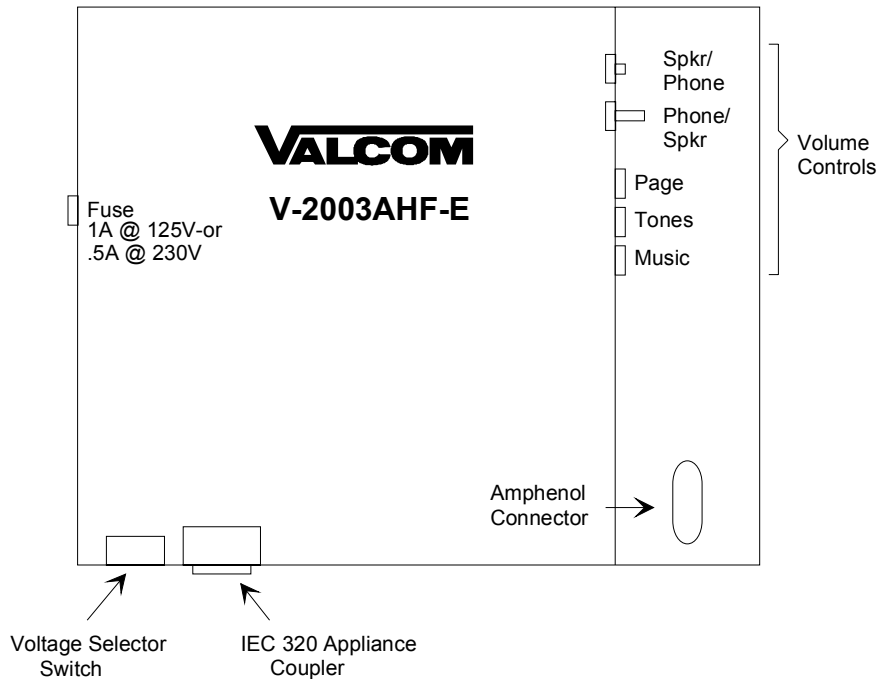 Spkr/
Phone
Phone/
Spkr
Volume
Controls
VALCOM
V-2003AHF-E
Page
Tones
Music
Fuse
1A @ 125V-or
.5A @ 230V
Amphenol
Connector
Voltage Selector
Switch
IEC 320 Appliance
Coupler